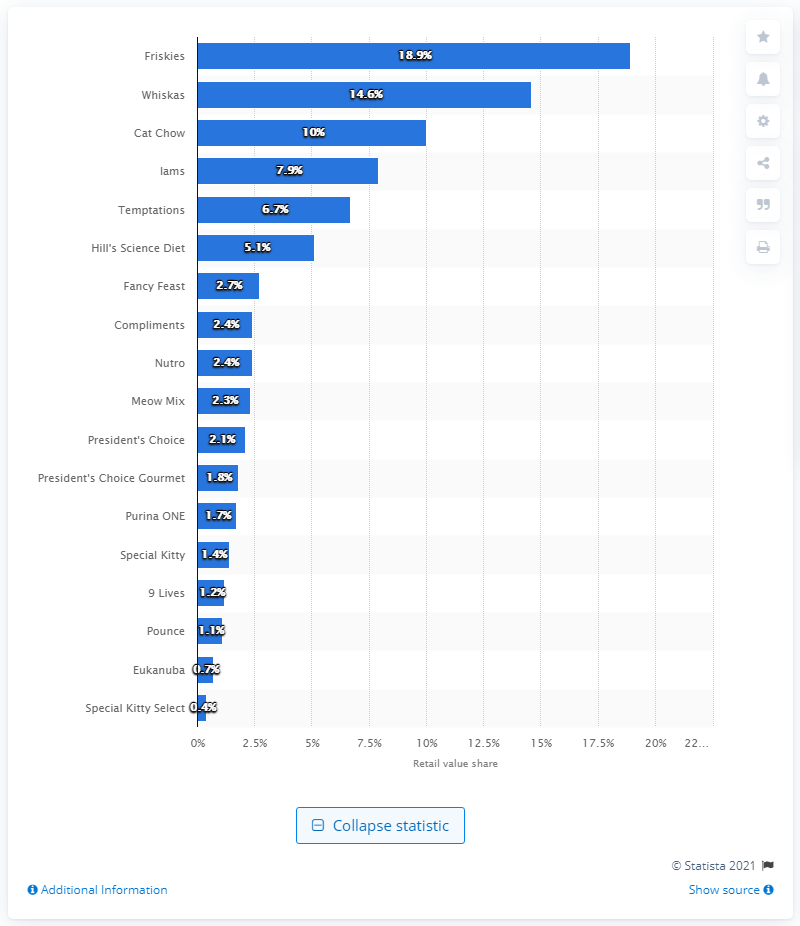 Friskies 18.9%
Whiskas 14.6%
Cat Chow 10%
Iams 7.9%
Temptations 6.7%
Hill's Science Diet 5.1%
Fancy Feast 2.7%
Compliments 2.4%
Nutro 2.4%
Meow Mix 2.3%
President's Choice 2.1%
President's Choice Gourmet 1.8%
Purina ONE 1.7%
Special Kitty 1.4%
9 Lives 1.2%
Pounce 1.1%
Eukanuba 0.7%
Special Kitty Select 0.4%
0% 2.5% 5% 7.5% 10% 12.5% 15% 17.5% 20% 22...
Retail value share
Collapse statistic
© Statista 2021
Additional Information Show source